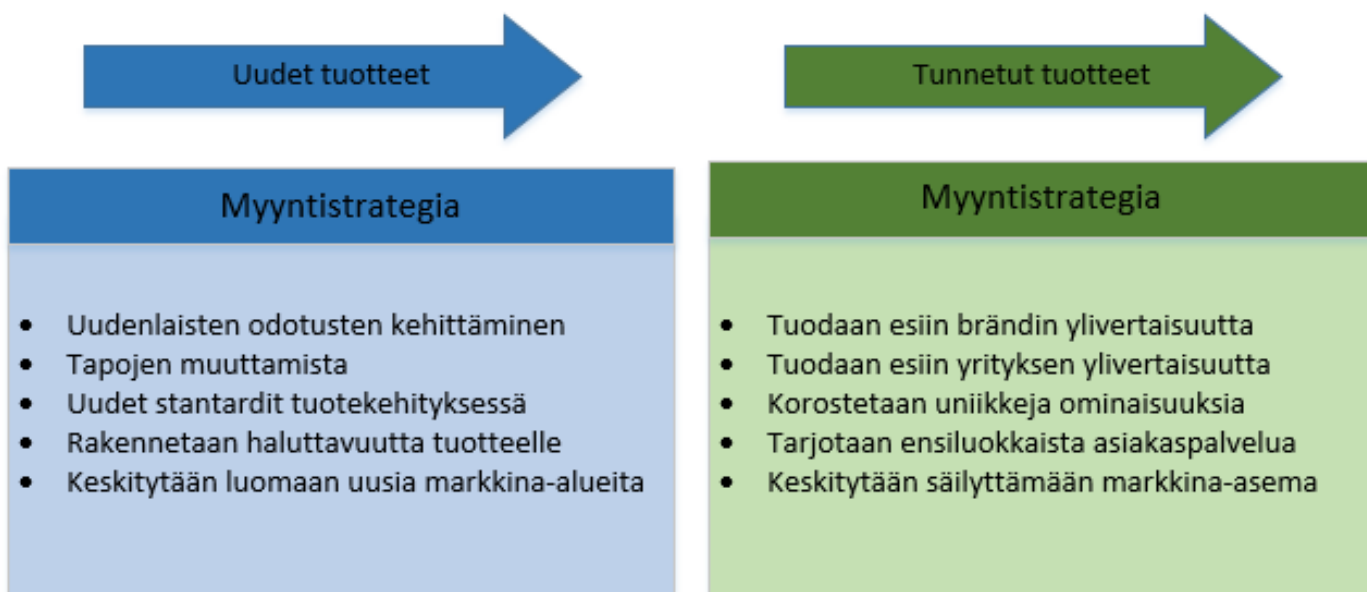 Uudet tuotteet
Myyntistrategia
• Uudenlaisten odotusten kehittäminen
• Tapojen muuttamista
• Uudet stantardit tuotekehityksessä
• Rakennetaan haluttavuutta tuotteelle
• Keskitytään luomaan uusia markkina-alueita
Tunnetut tuotteet
Myyntistrategia
• Tuodaan esiin brändin ylivertaisuutta
• Tuodaan esiin yrityksen ylivertaisuutta
• Korostetaan uniikkeja ominaisuuksia
• Tarjotaan ensiluokkaista asiakaspalvelua
• Keskitytään säilyttämään markkina-asema